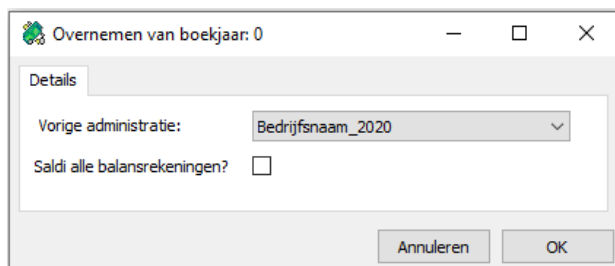 Overnemen van boekjaar: 0
Details
Vorige administratie: Bedrijfsnaam_2020
Saldi alle balansrekeningen?
Annuleren OK